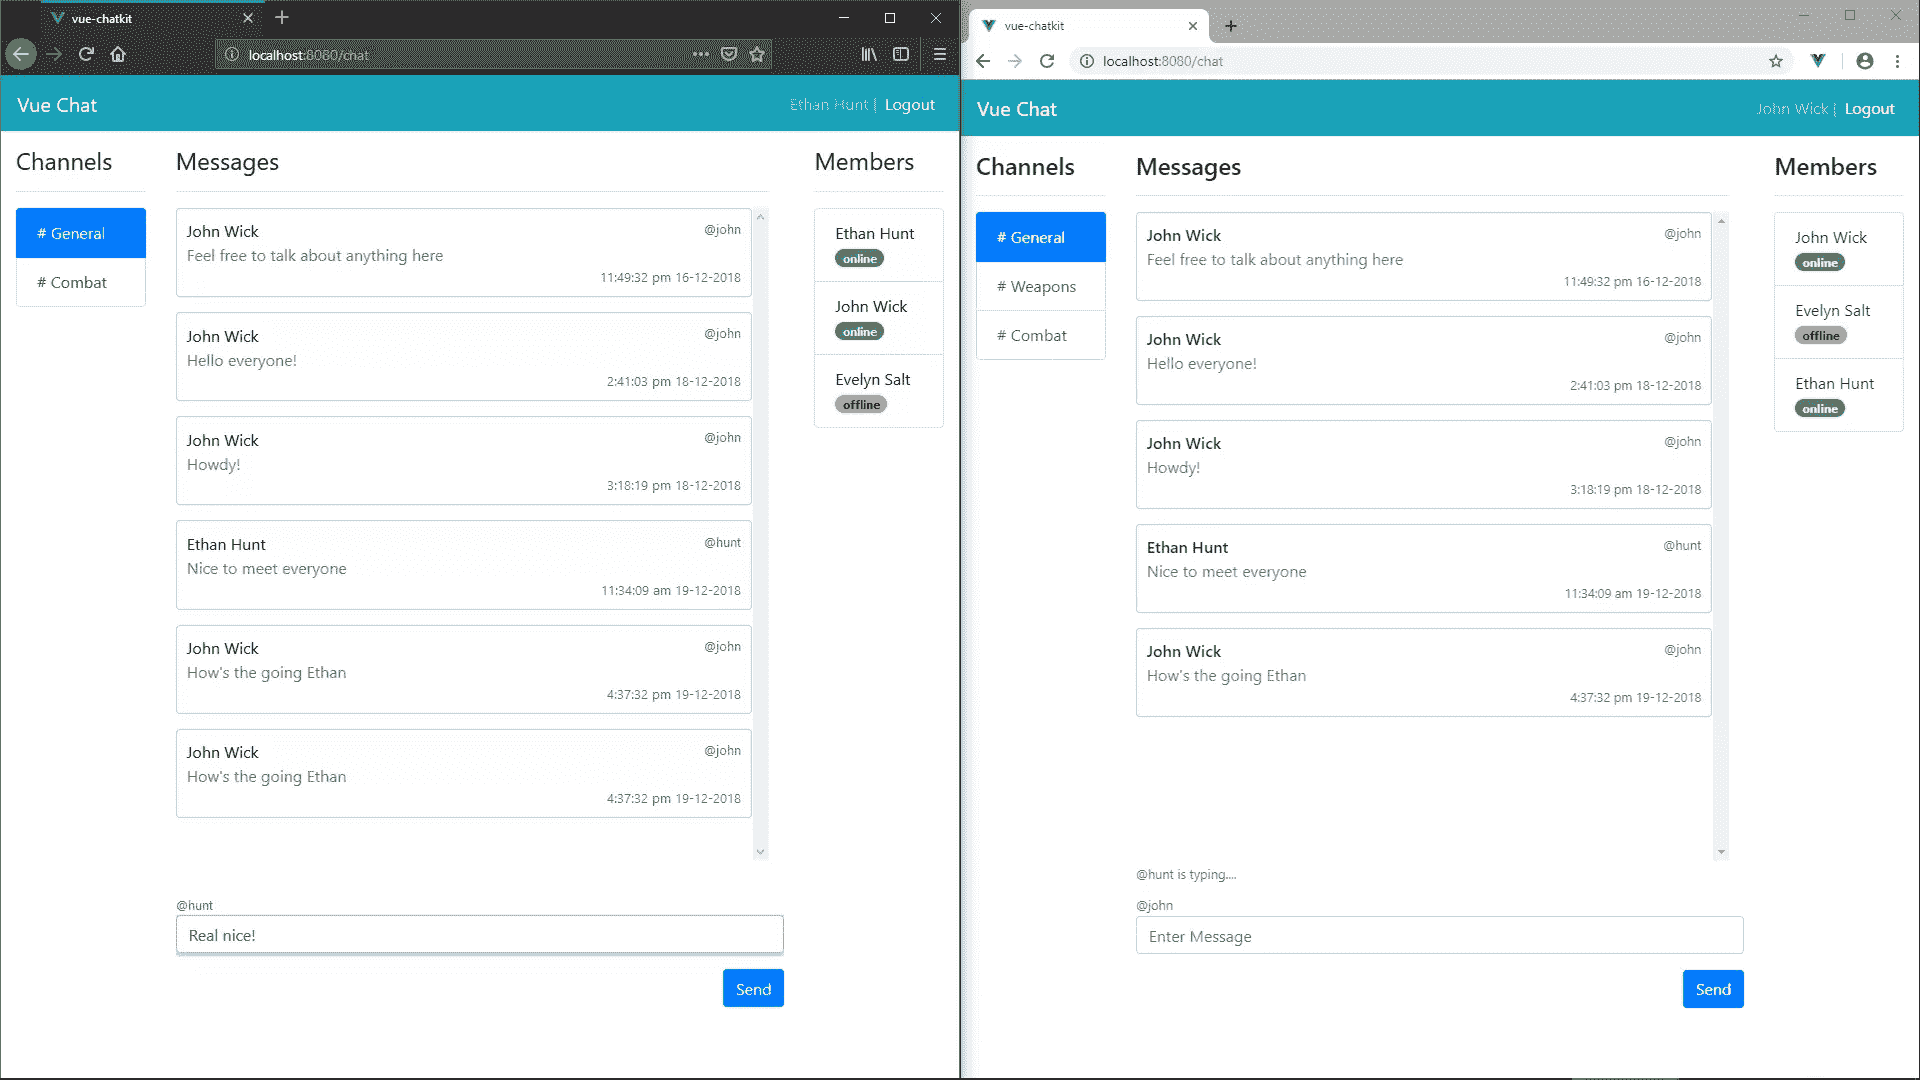 vue-chatkit
localhost:8080/chat
Vue Chat
Ethan Hunt | Logout
Channels
# General
# Combat
Messages
John Wick @john
Feel free to talk about anything here
11:49:32 pm 16-12-2018
John Wick @john
Hello everyone!
2:41:03 pm 18-12-2018
John Wick @john
Howdy!
3:18:19 pm 18-12-2018
Ethan Hunt @hunt
Nice to meet everyone
11:34:09 am 19-12-2018
John Wick @john
How's the going Ethan
4:37:32 pm 19-12-2018
John Wick @john
How's the going Ethan
4:37:32 pm 19-12-2018
@hunt
Real nice!
Send
Members
Ethan Hunt
online
John Wick
online
Evelyn Salt
offline
vue-chatkit
localhost:8080/chat
Vue Chat
John Wick | Logout
Channels
# General
# Weapons
# Combat
Messages
John Wick @john
Feel free to talk about anything here
11:49:32 pm 16-12-2018
John Wick @john
Hello everyone!
2:41:03 pm 18-12-2018
John Wick @john
Howdy!
3:18:19 pm 18-12-2018
Ethan Hunt @hunt
Nice to meet everyone
11:34:09 am 19-12-2018
John Wick @john
How's the going Ethan
4:37:32 pm 19-12-2018
@hunt is typing....
@john
Enter Message
Send
Members
John Wick
online
Evelyn Salt
offline
Ethan Hunt
online